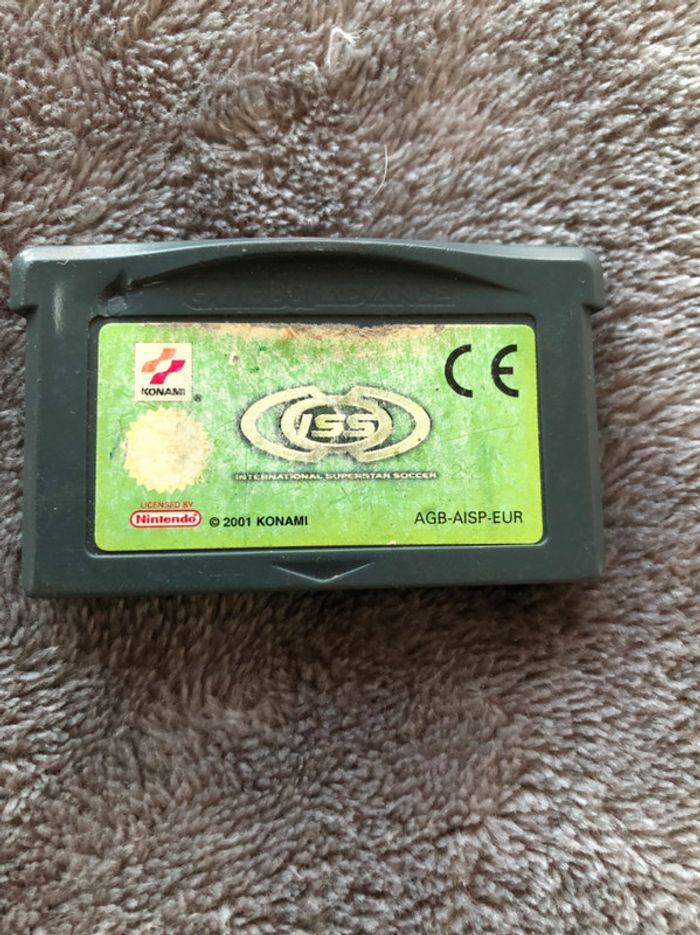 GAME BOY ADVANCE
KONAMI ®
CE
ISS
INTERNATIONAL SUPERSTAR SOCCER
LICENSED BY
Nintendo
© 2001 KONAMI
AGB-AISP-EUR